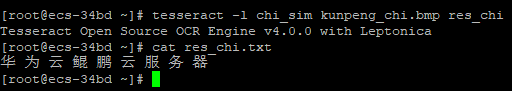 [root@ecs-34bd ~]# tesseract -l chi_sim kunpeng_chi.bmp res_chi
Tesseract Open Source OCR Engine v4.0.0 with Leptonica
[root@ecs-34bd ~]# cat res_chi.txt
华 为 云 鲲 鹏 云 服 务 器
[root@ecs-34bd ~]#